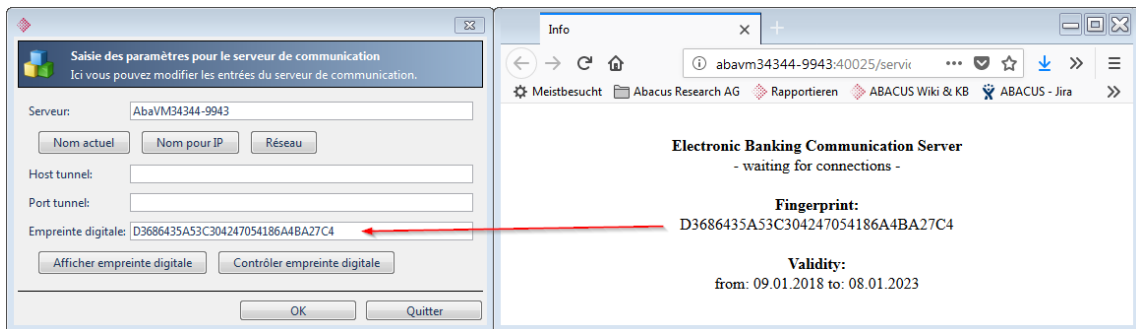 Saisie des paramètres pour le serveur de communication
Ici vous pouvez modifier les entrées du serveur de communication.
Serveur: AbaVM34344-9943
Nom actuel Nom pour IP Réseau
Host tunnel:
Port tunnel:
Empreinte digitale: D3686435A53C304247054186A4BA27C4
Afficher empreinte digitale Contrôler empreinte digitale
OK Quitter
Info
abavm34344-9943:40025/servic
Meistbesucht Abacus Research AG Rapportieren ABACUS Wiki & KB ABACUS - Jira
Electronic Banking Communication Server
- waiting for connections -
Fingerprint:
D3686435A53C304247054186A4BA27C4
Validity:
from: 09.01.2018 to: 08.01.2023